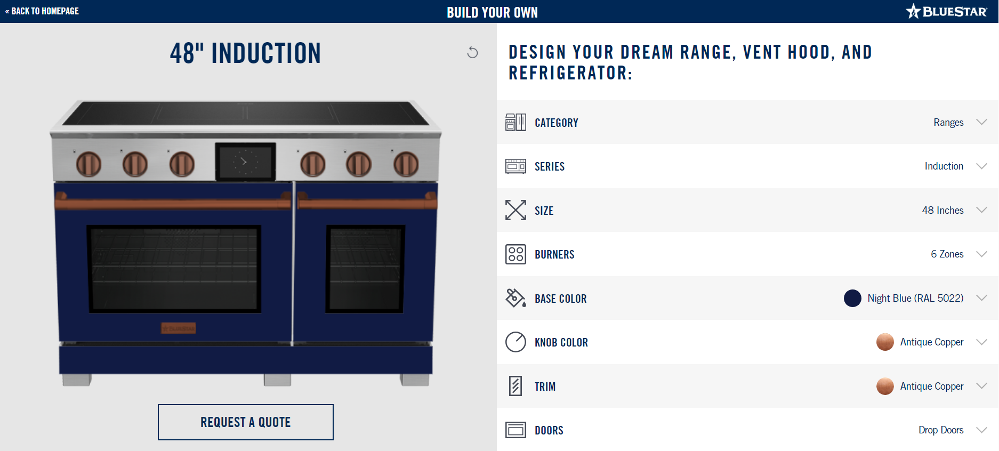 « BACK TO HOMEPAGE
BUILD YOUR OWN
BLUESTAR
48" INDUCTION
BLUESTAR
REQUEST A QUOTE
DESIGN YOUR DREAM RANGE, VENT HOOD, AND
REFRIGERATOR:
CATEGORY Ranges
SERIES Induction
SIZE 48 Inches
BURNERS 6 Zones
BASE COLOR Night Blue (RAL 5022)
KNOB COLOR Antique Copper
TRIM Antique Copper
DOORS Drop Doors